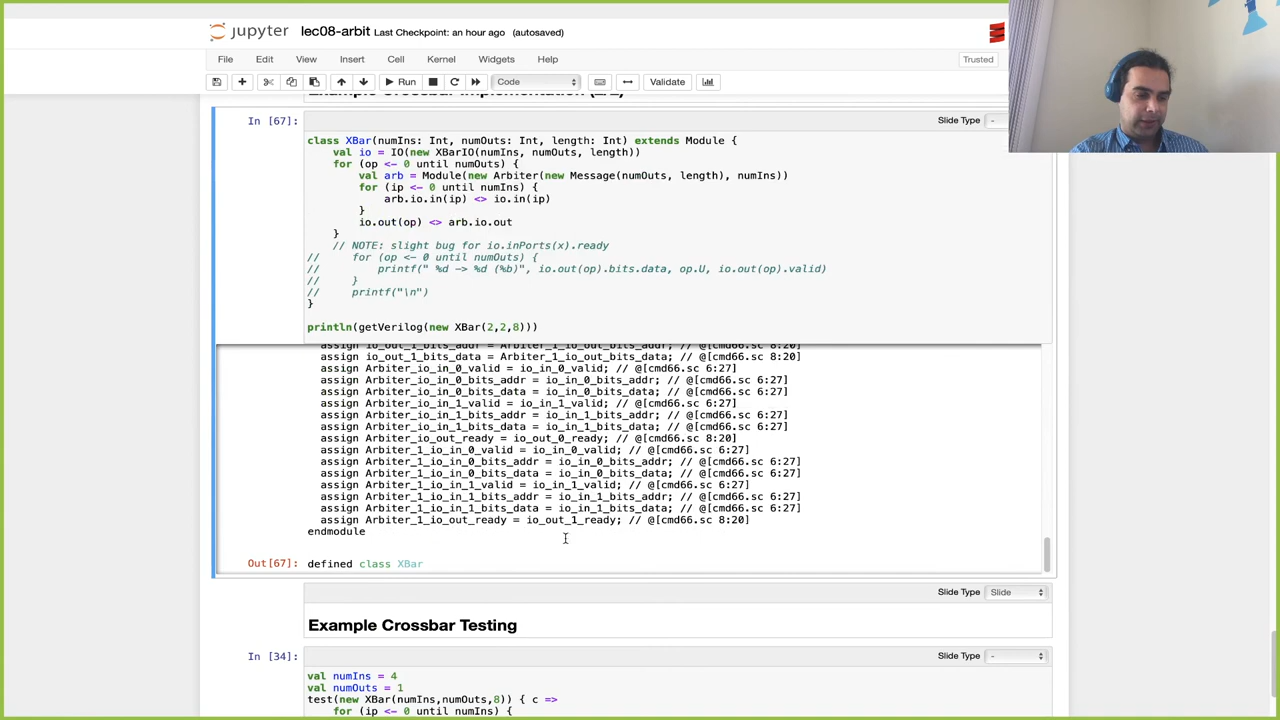 jupyter lec08-arbit Last Checkpoint: an hour ago (autosaved)
File Edit View Insert Cell Kernel Widgets Help Trusted
Run Code Validate
Example Crossbar Implementation (2/2)
In [67]: Slide Type -
class XBar(numIns: Int, numOuts: Int, length: Int) extends Module {
val io = IO(new XBarIO(numIns, numOuts, length))
for (op <- 0 until numOuts) {
val arb = Module(new Arbiter(new Message(numOuts, length), numIns))
for (ip <- 0 until numIns) {
arb.io.in(ip) <> io.in(ip)
}
io.out(op) <> arb.io.out
}
// NOTE: slight bug for io.inPorts(x).ready
// for (op <- 0 until numOuts) {
// printf(" %d -> %d (%b)", io.out(op).bits.data, op.U, io.out(op).valid)
// }
// printf("\n")
}
println(getVerilog(new XBar(2,2,8)))
assign io_out_1_bits_addr = Arbiter_1_io_out_bits_addr; // @[cmd66.sc 8:20]
assign io_out_1_bits_data = Arbiter_1_io_out_bits_data; // @[cmd66.sc 8:20]
assign Arbiter_io_in_0_valid = io_in_0_valid; // @[cmd66.sc 6:27]
assign Arbiter_io_in_0_bits_addr = io_in_0_bits_addr; // @[cmd66.sc 6:27]
assign Arbiter_io_in_0_bits_data = io_in_0_bits_data; // @[cmd66.sc 6:27]
assign Arbiter_io_in_1_valid = io_in_1_valid; // @[cmd66.sc 6:27]
assign Arbiter_io_in_1_bits_addr = io_in_1_bits_addr; // @[cmd66.sc 6:27]
assign Arbiter_io_in_1_bits_data = io_in_1_bits_data; // @[cmd66.sc 6:27]
assign Arbiter_io_out_ready = io_out_0_ready; // @[cmd66.sc 8:20]
assign Arbiter_1_io_in_0_valid = io_in_0_valid; // @[cmd66.sc 6:27]
assign Arbiter_1_io_in_0_bits_addr = io_in_0_bits_addr; // @[cmd66.sc 6:27]
assign Arbiter_1_io_in_0_bits_data = io_in_0_bits_data; // @[cmd66.sc 6:27]
assign Arbiter_1_io_in_1_valid = io_in_1_valid; // @[cmd66.sc 6:27]
assign Arbiter_1_io_in_1_bits_addr = io_in_1_bits_addr; // @[cmd66.sc 6:27]
assign Arbiter_1_io_in_1_bits_data = io_in_1_bits_data; // @[cmd66.sc 6:27]
assign Arbiter_1_io_out_ready = io_out_1_ready; // @[cmd66.sc 8:20]
endmodule
Out[67]: defined class XBar
Slide Type Slide
Example Crossbar Testing
In [34]: Slide Type -
val numIns = 4
val numOuts = 1
test(new XBar(numIns,numOuts,8)) { c =>
for (ip <- 0 until numIns) {